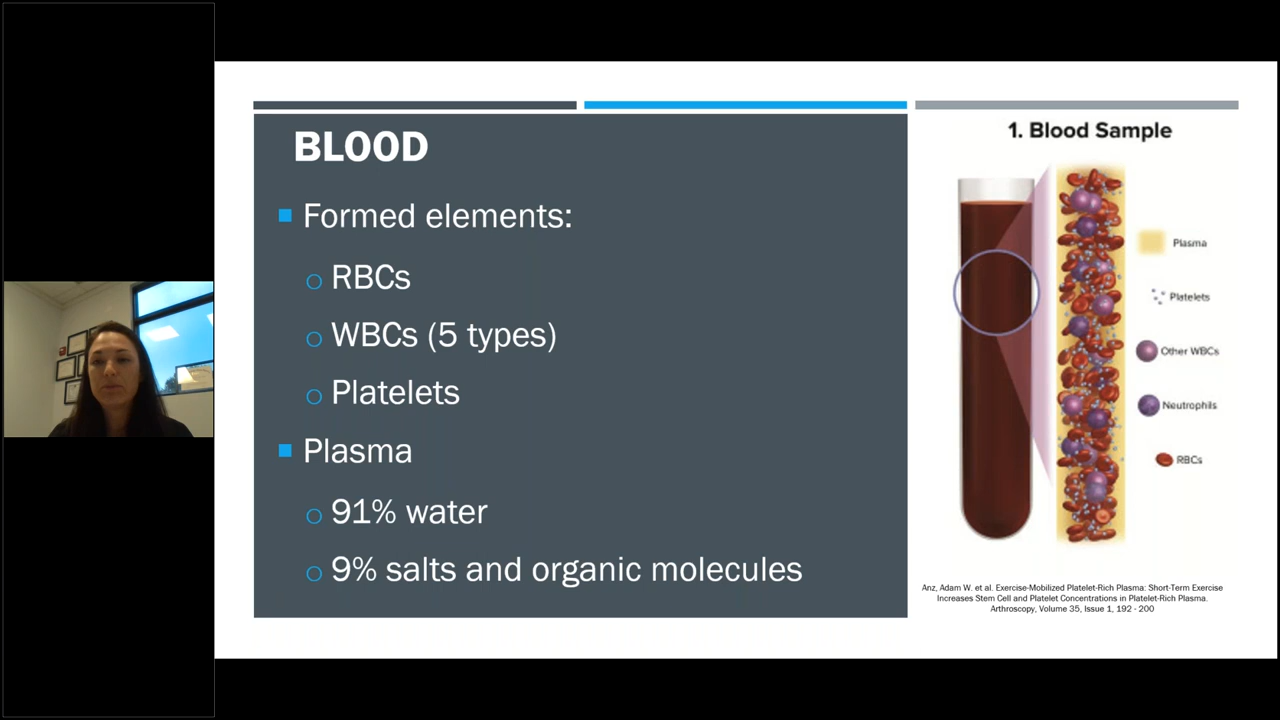 BLOOD
Formed elements:
RBCs
WBCs (5 types)
Platelets
Plasma
91% water
9% salts and organic molecules
1. Blood Sample
Plasma
Platelets
Other WBCs
Neutrophils
RBCs
Anz, Adam W. et al. Exercise-Mobilized Platelet-Rich Plasma: Short-Term Exercise
Increases Stem Cell and Platelet Concentrations in Platelet-Rich Plasma.
Arthroscopy, Volume 35, Issue 1, 192 - 200